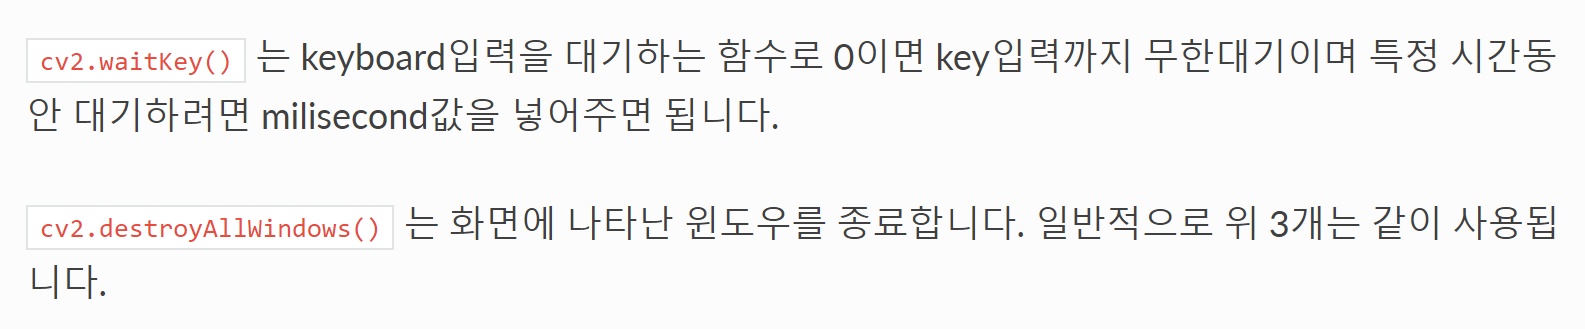 cv2.waitKey() 는 keyboard입력을 대기하는 함수로 0이면 key입력까지 무한대기이며 특정 시간동
안 대기하려면 milisecond값을 넣어주면 됩니다.
cv2.destroyAllWindows() 는 화면에 나타난 윈도우를 종료합니다. 일반적으로 위 3개는 같이 사용됩
니다.